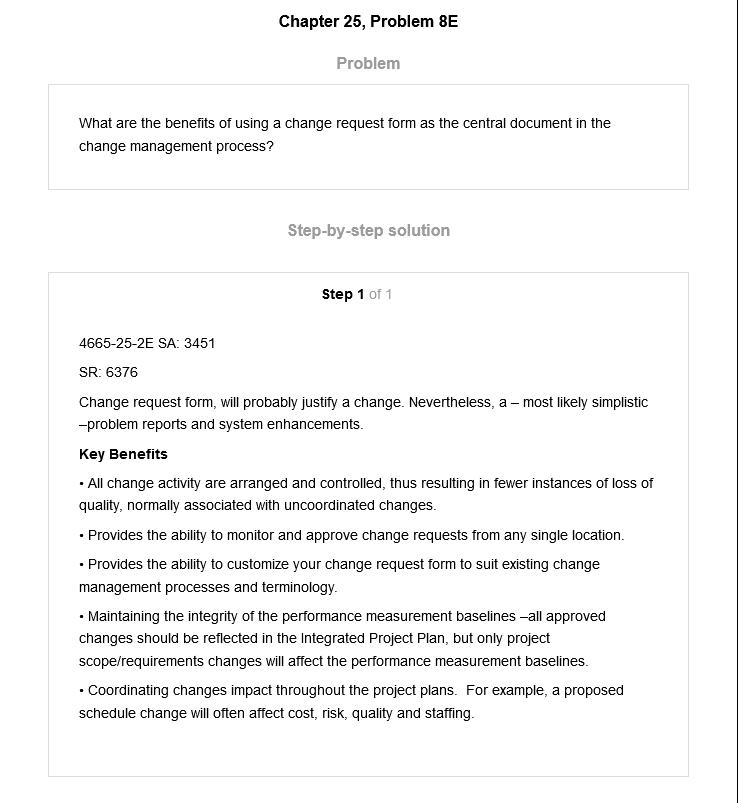 Chapter 25, Problem 8E
Problem
What are the benefits of using a change request form as the central document in the
change management process?
Step-by-step solution
Step 1 of 1
4665-25-2E SA: 3451
SR: 6376
Change request form, will probably justify a change. Nevertheless, a – most likely simplistic
–problem reports and system enhancements.
Key Benefits
• All change activity are arranged and controlled, thus resulting in fewer instances of loss of
quality, normally associated with uncoordinated changes.
• Provides the ability to monitor and approve change requests from any single location.
• Provides the ability to customize your change request form to suit existing change
management processes and terminology.
• Maintaining the integrity of the performance measurement baselines –all approved
changes should be reflected in the Integrated Project Plan, but only project
scope/requirements changes will affect the performance measurement baselines.
• Coordinating changes impact throughout the project plans.  For example, a proposed
schedule change will often affect cost, risk, quality and staffing.